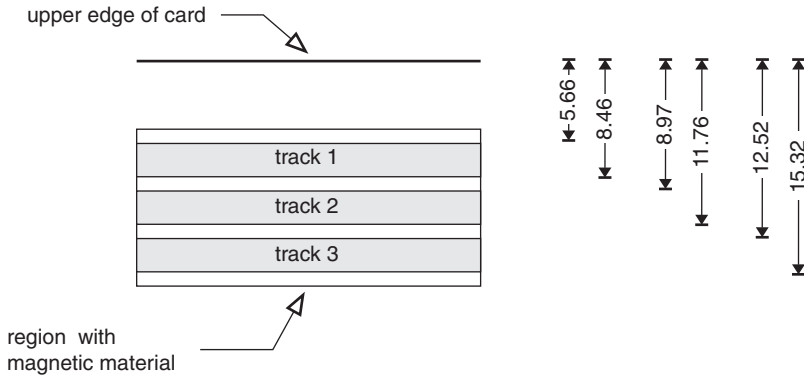 upper edge of card
5.66
8.46
8.97
11.76
12.52
15.32
track 1
track 2
track 3
region with
magnetic material